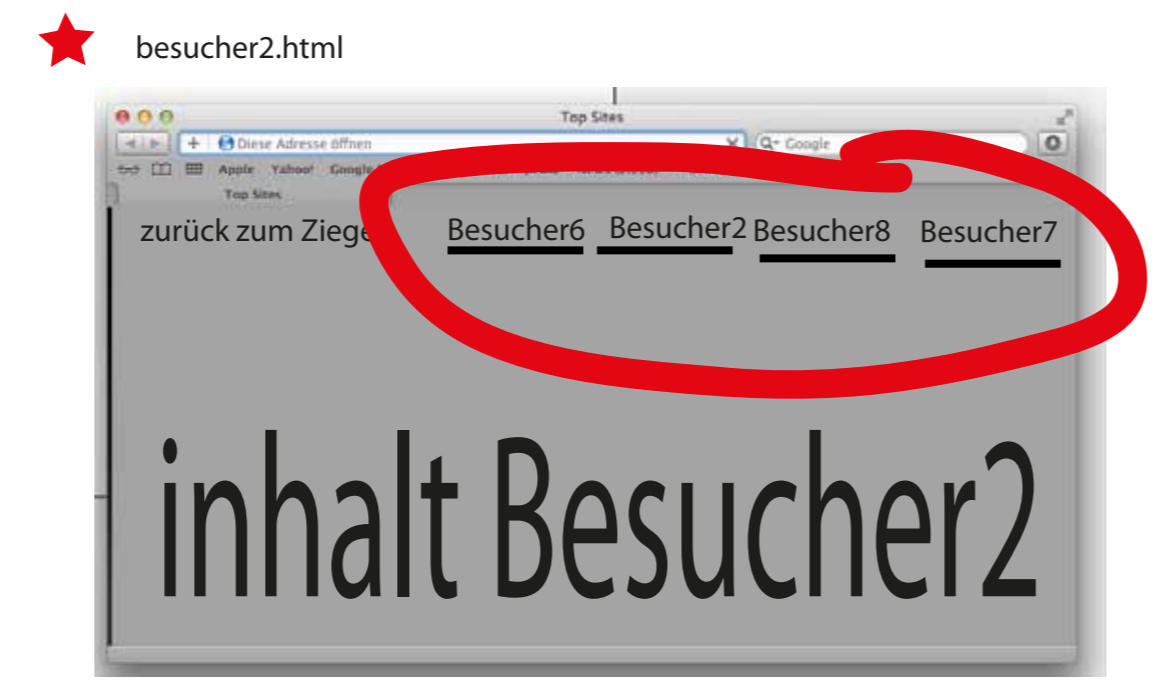 besucher2.html
Top Sites
Diese Adresse öffnen
Google
Apple Yahoo! Google
Top Sites
zurück zum Besucher6 Besucher2 Besucher8 Besucher7
inhalt Besucher2